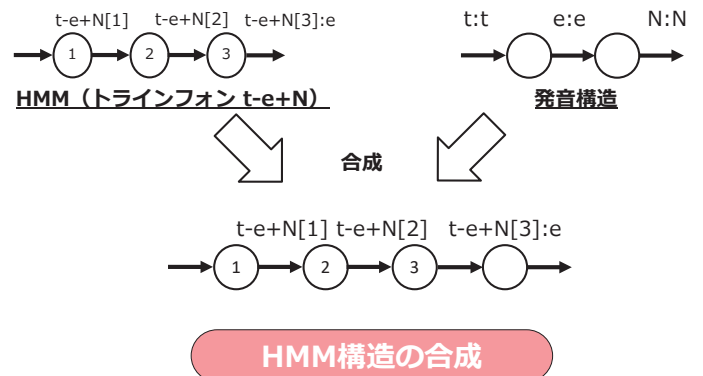 t-e+N[1] t-e+N[2] t-e+N[3]:e
1 2 3
HMM（トラインフォン t-e+N）
t:t e:e N:N
発音構造
合成
t-e+N[1] t-e+N[2] t-e+N[3]:e
1 2 3
HMM構造の合成